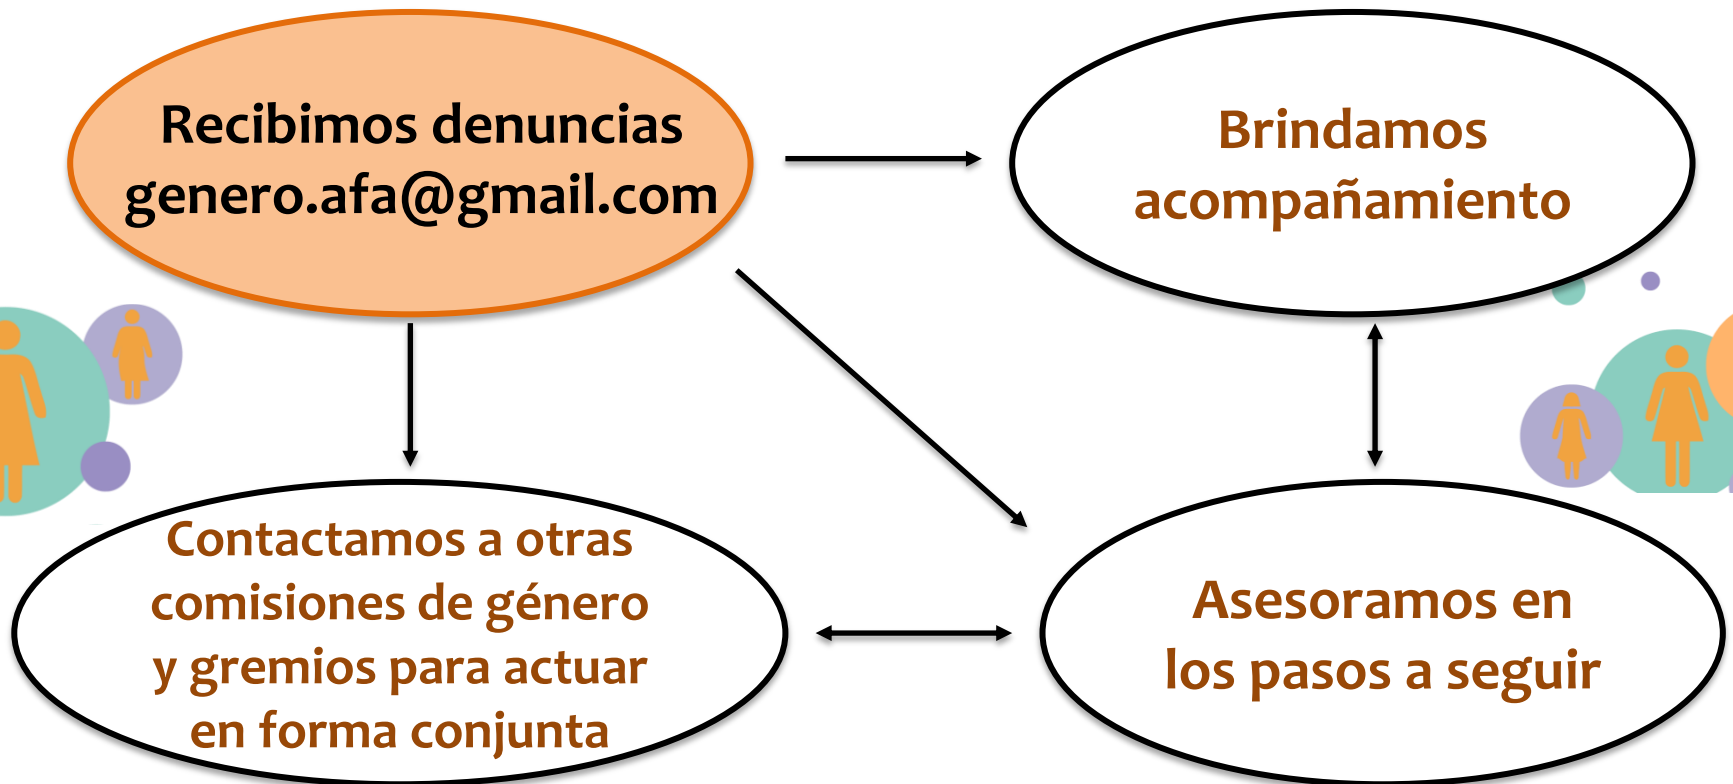 Recibimos denuncias
genero.afa@gmail.com
Brindamos
acompañamiento
Contactamos a otras
comisiones de género
y gremios para actuar
en forma conjunta
Asesoramos en
los pasos a seguir